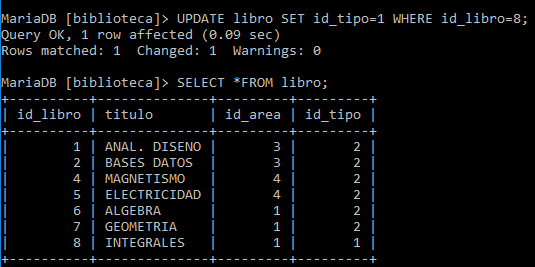 MariaDB [biblioteca]> UPDATE libro SET id_tipo=1 WHERE id_libro=8;
Query OK, 1 row affected (0.09 sec)
Rows matched: 1  Changed: 1  Warnings: 0
MariaDB [biblioteca]> SELECT *FROM libro;
+----------+--------------+---------+---------+
| id_libro | titulo       | id_area | id_tipo |
+----------+--------------+---------+---------+
|        1 | ANAL. DISENO |       3 |       2 |
|        2 | BASES DATOS  |       3 |       2 |
|        4 | MAGNETISMO   |       4 |       2 |
|        5 | ELECTRICIDAD |       4 |       2 |
|        6 | ALGEBRA      |       1 |       2 |
|        7 | GEOMETRIA    |       1 |       2 |
|        8 | INTEGRALES   |       1 |       1 |
+----------+--------------+---------+---------+